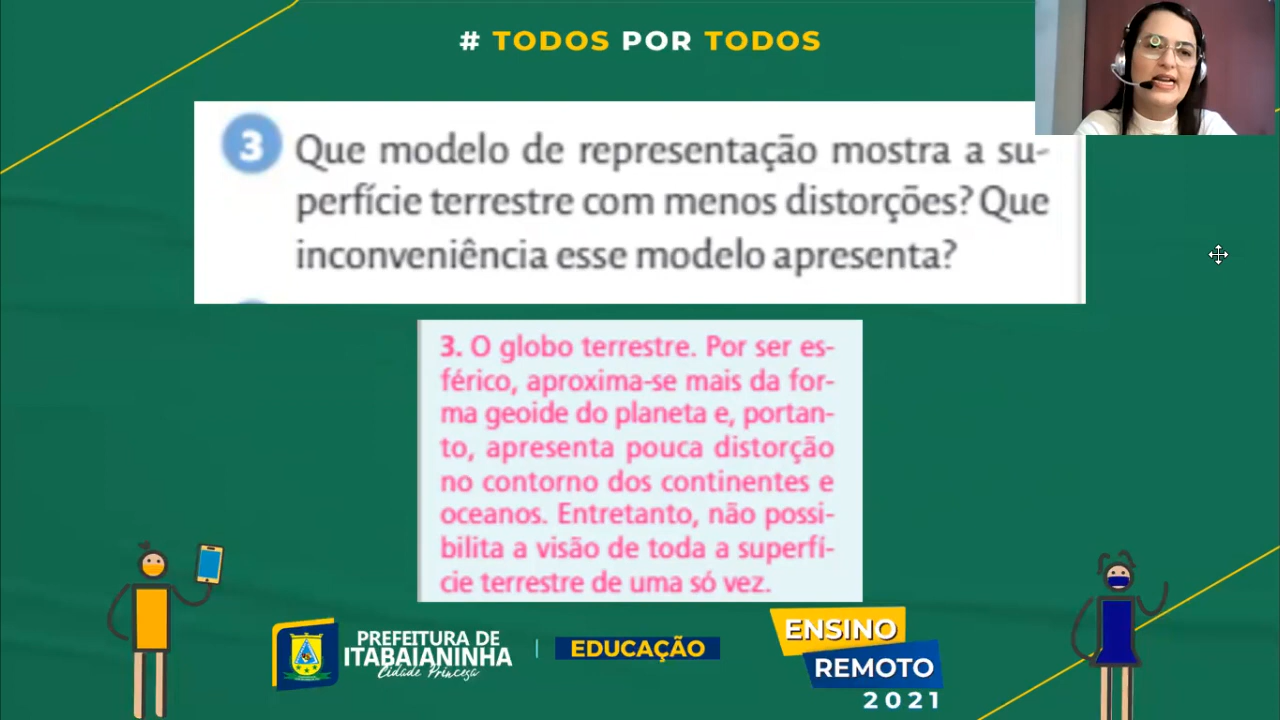 # TODOS POR TODOS
3 Que modelo de representação mostra a su-
perfície terrestre com menos distorções? Que
inconveniência esse modelo apresenta?
3. O globo terrestre. Por ser es-
férico, aproxima-se mais da for-
ma geoide do planeta e, portan-
to, apresenta pouca distorção
no contorno dos continentes e
oceanos. Entretanto, não possi-
bilita a visão de toda a superfí-
cie terrestre de uma só vez.
PREFEITURA DE
ITABAIANINHA
Cidade Princesa
EDUCAÇÃO
ENSINO
REMOTO
2021